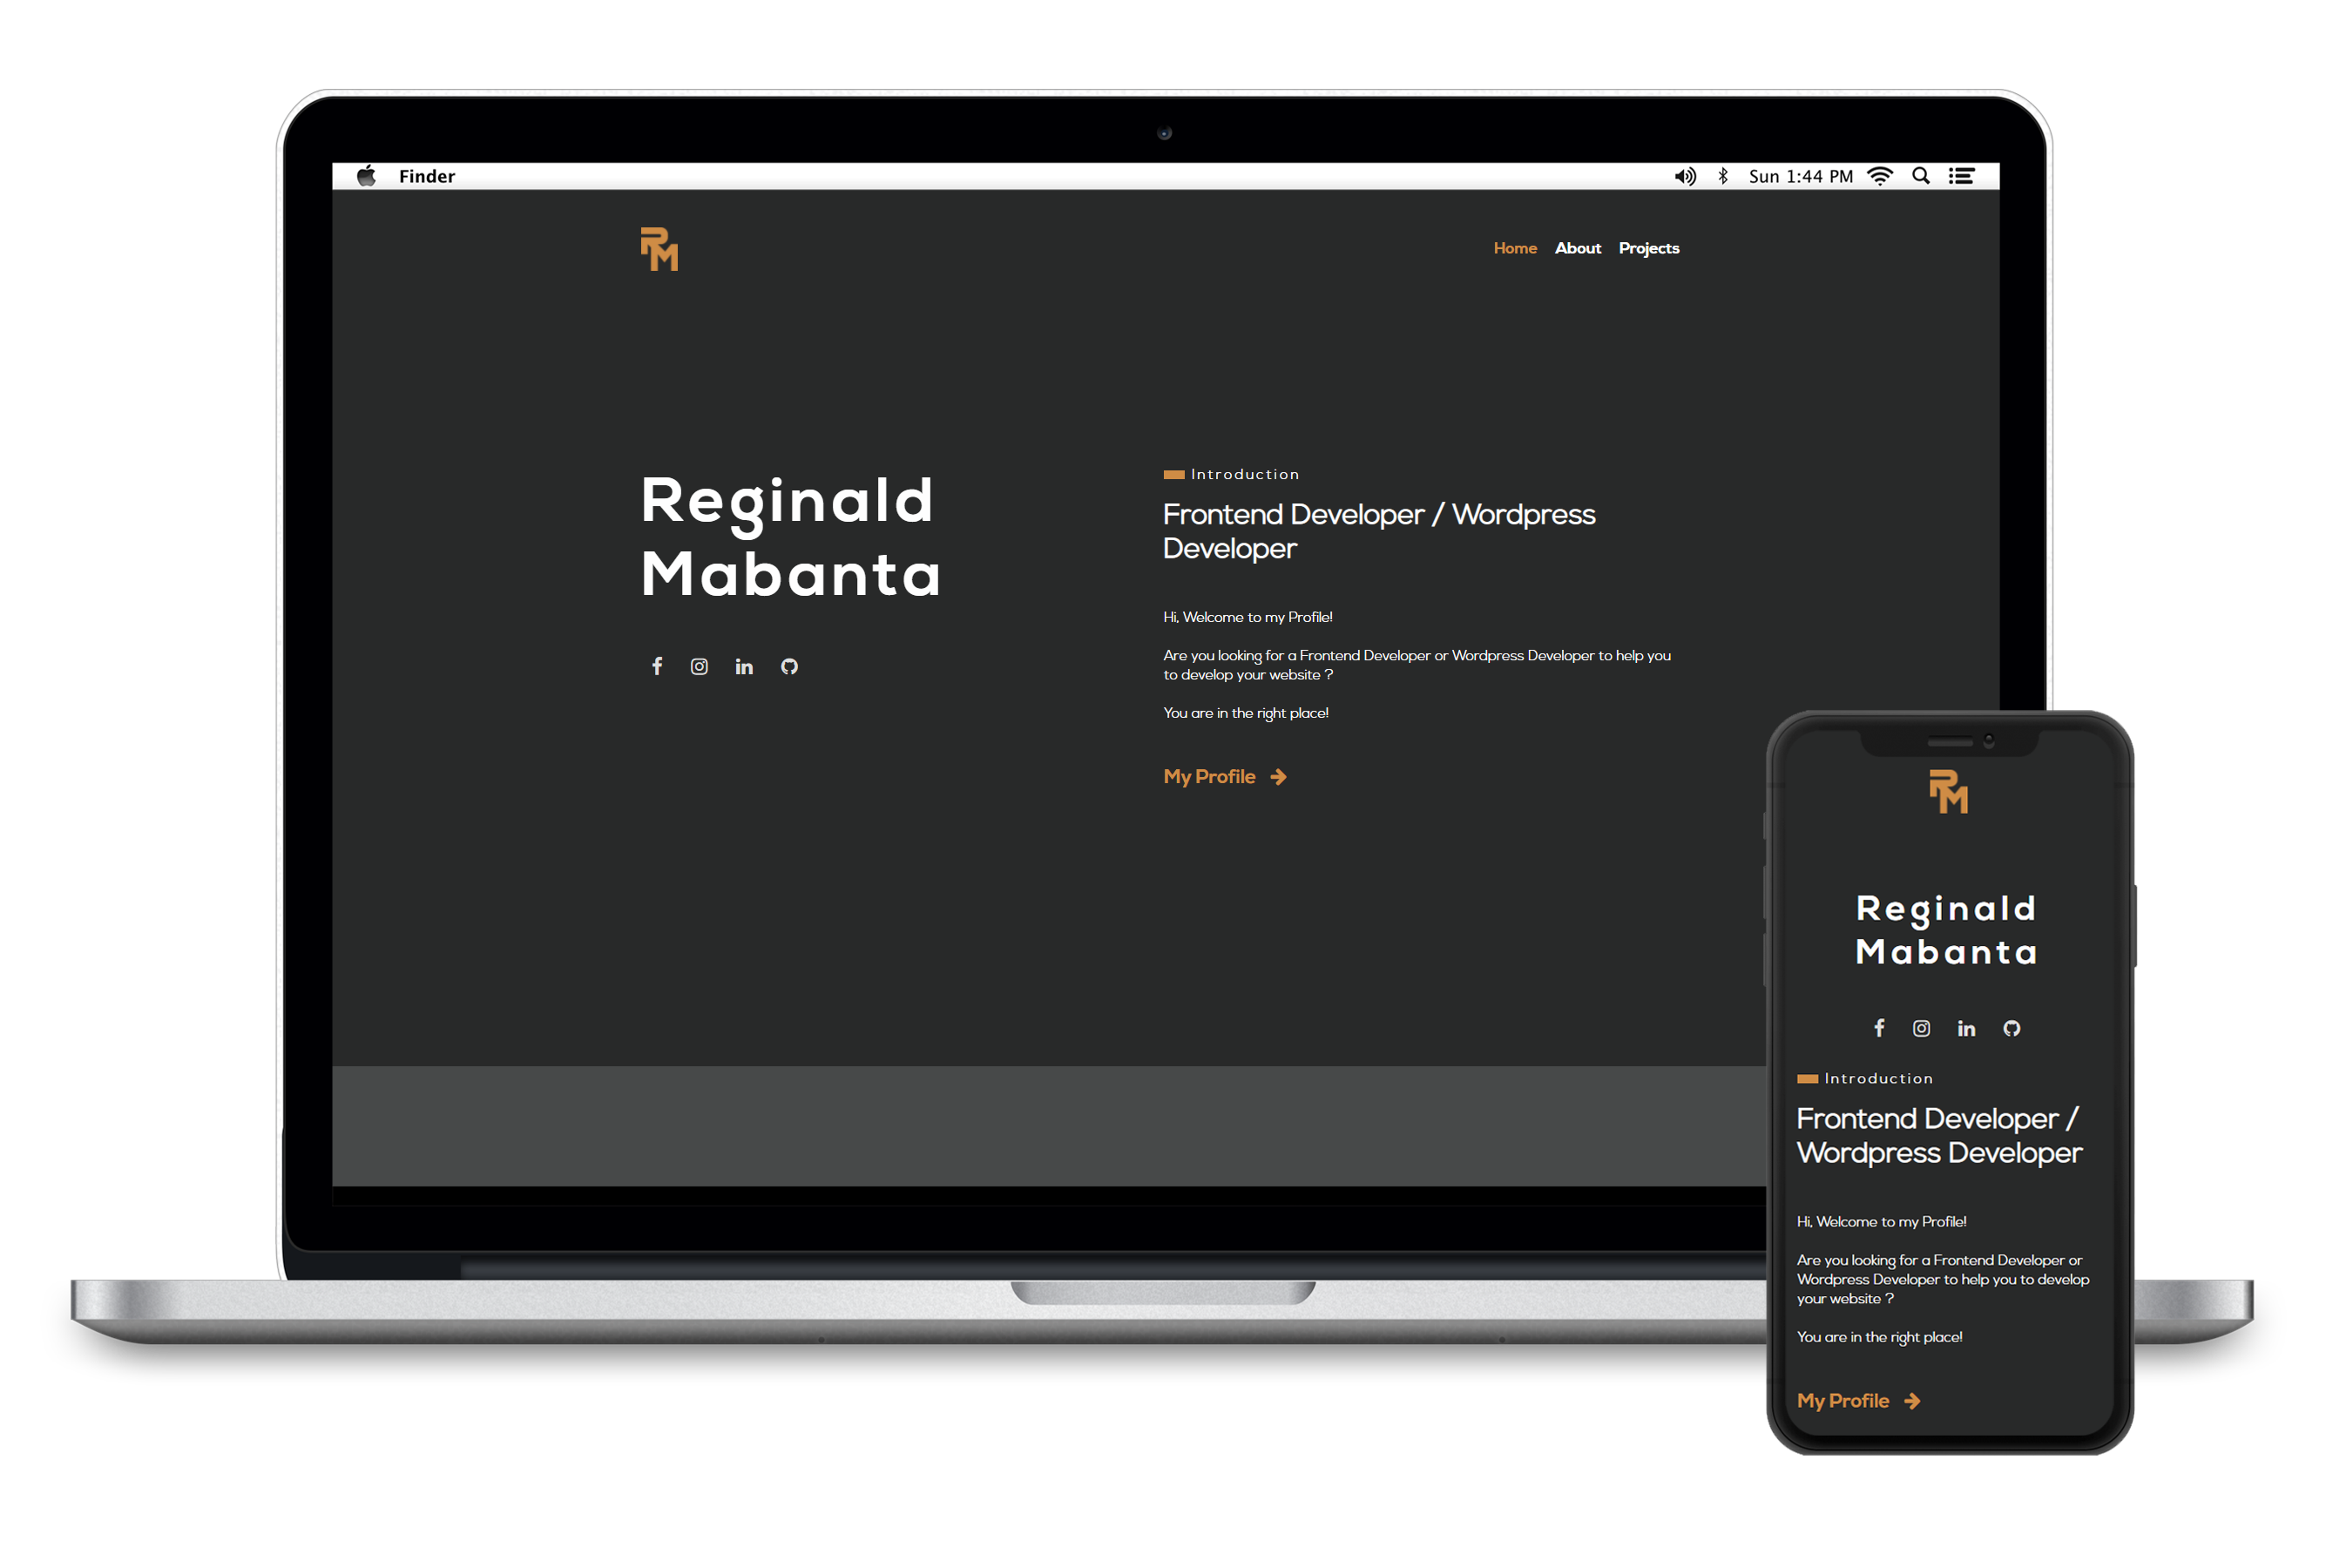 Finder
Sun 1:44 PM
RM
Home About Projects
Reginald
Mabanta
Introduction
Frontend Developer / Wordpress
Developer
Hi, Welcome to my Profile!
Are you looking for a Frontend Developer or Wordpress Developer to help you
to develop your website ?
You are in the right place!
My Profile
RM
Reginald
Mabanta
Introduction
Frontend Developer /
Wordpress Developer
Hi, Welcome to my Profile!
Are you looking for a Frontend Developer or
Wordpress Developer to help you to develop
your website ?
You are in the right place!
My Profile